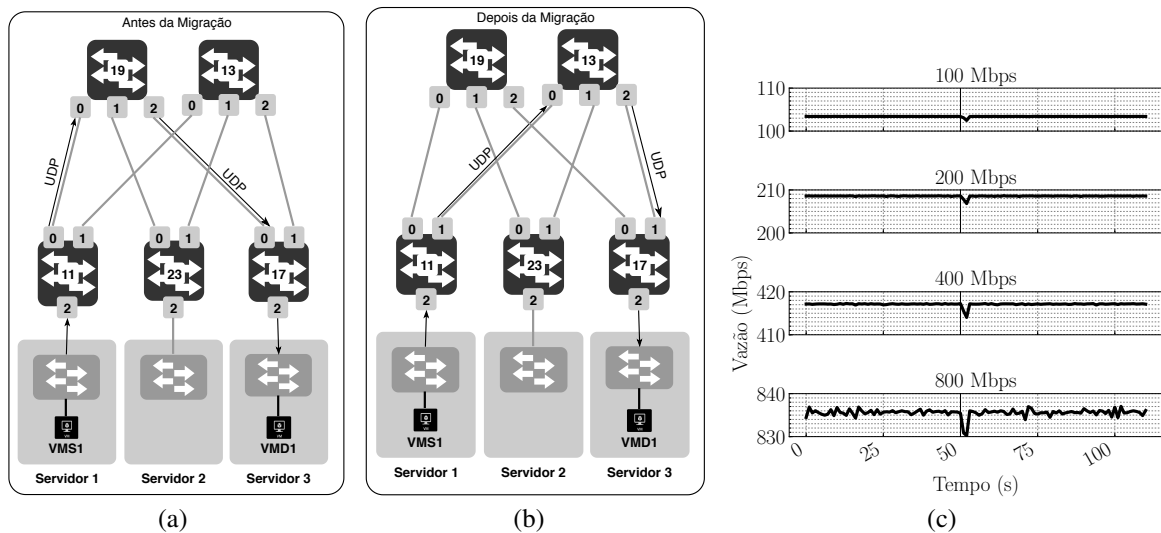 Antes da Migração
19
13
0 1 2 0 1 2
UDP
UDP
0 1 0 1 0 1
11
23
17
2 2 2
VMS1
VMD1
Servidor 1
Servidor 2
Servidor 3
(a)
Depois da Migração
19
13
0 1 2 0 1 2
UDP
UDP
0 1 0 1 0 1
11
23
17
2 2 2
VMS1
VMD1
Servidor 1
Servidor 2
Servidor 3
(b)
Vazão (Mbps)
100 Mbps
110
100
200 Mbps
210
200
400 Mbps
420
410
800 Mbps
840
830
0 25 50 75 100
Tempo (s)
(c)